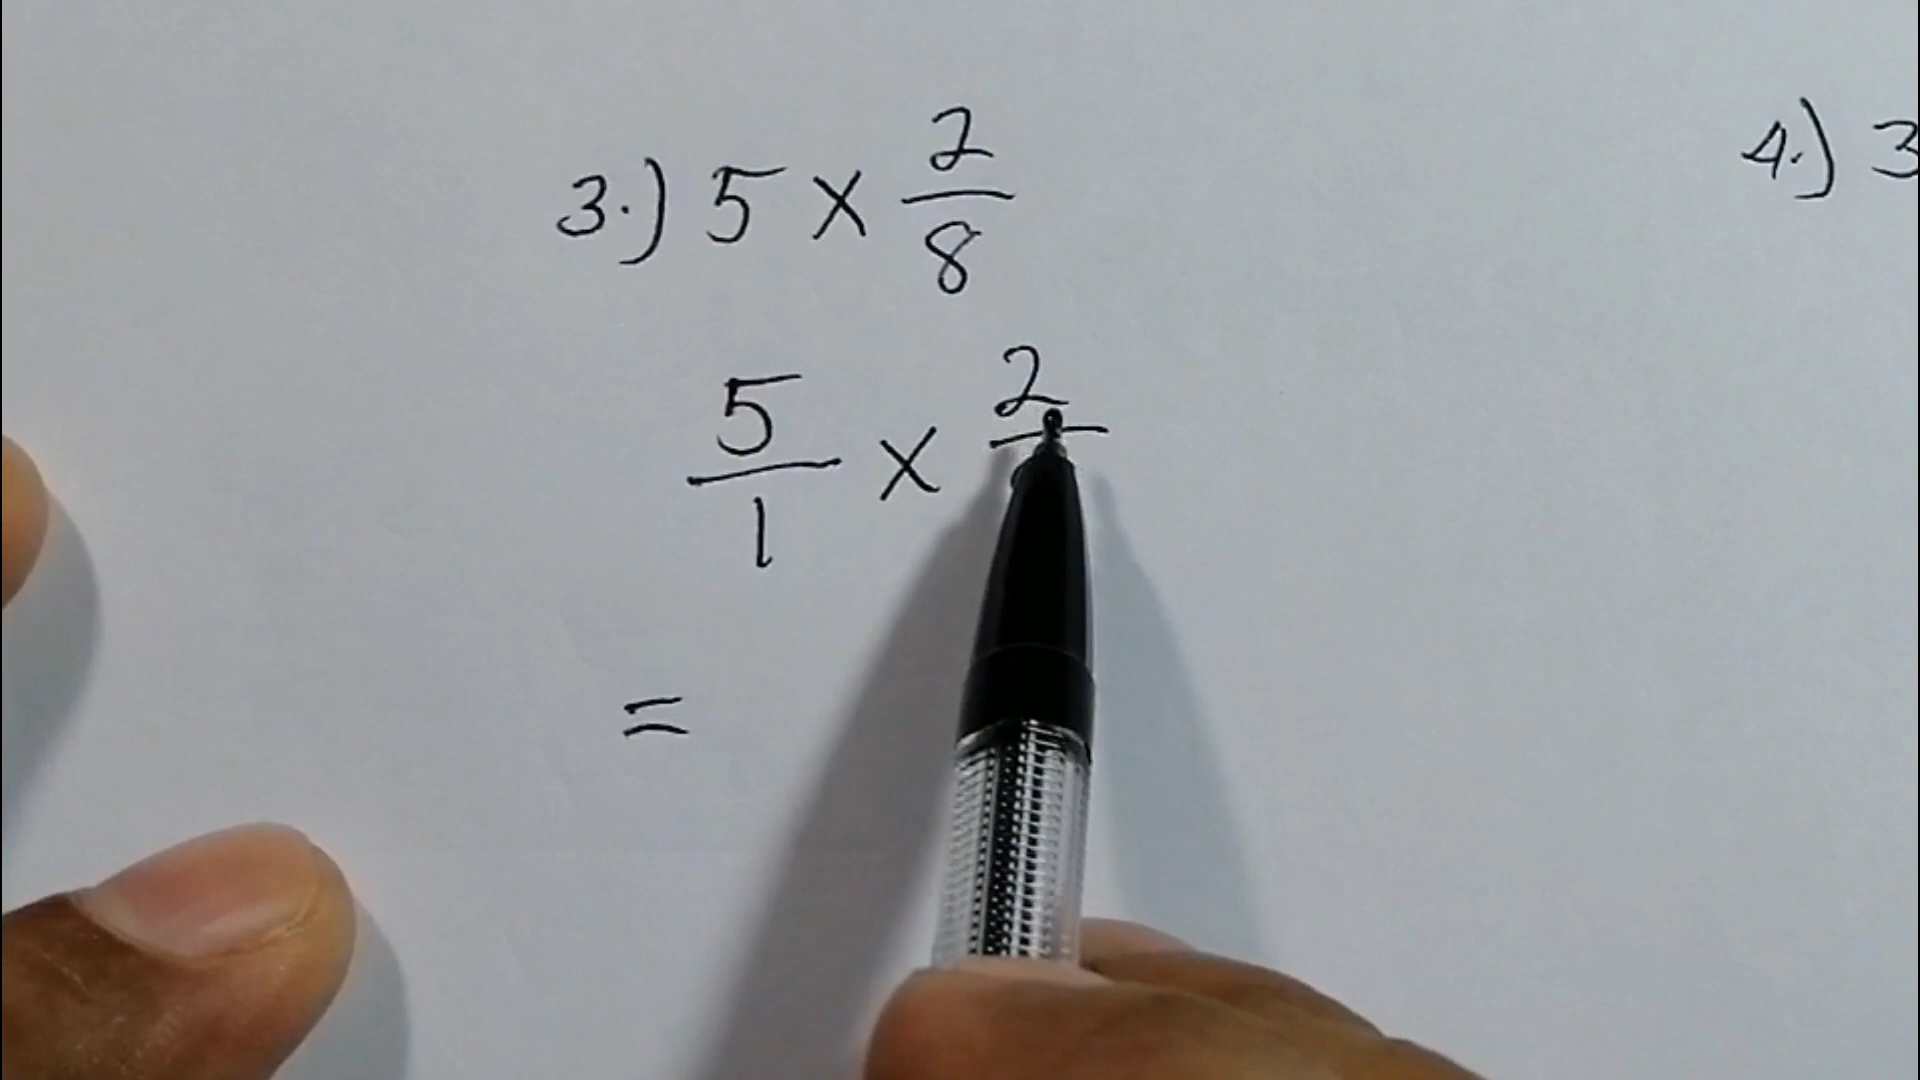 3.) 5 × 2/8
5/1 × 2/
=
4.) 3